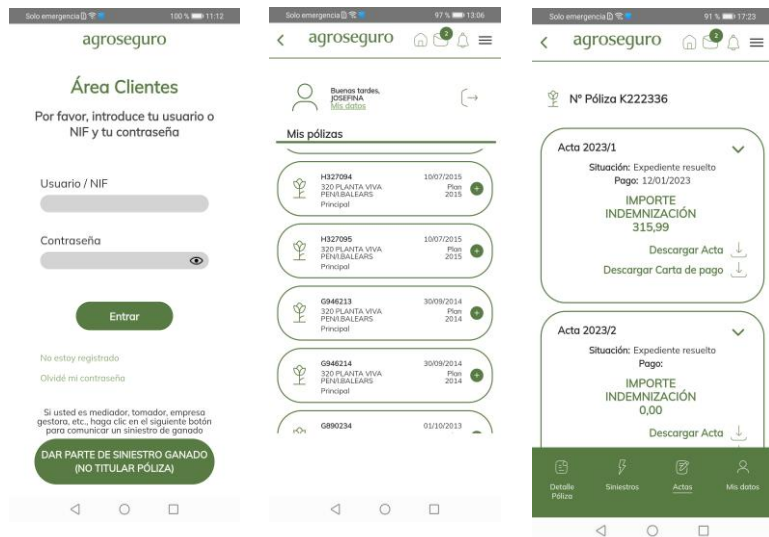 Solo emergencia 100 % 11:12
agroseguro
Área Clientes
Por favor, introduce tu usuario o
NIF y tu contraseña
Usuario / NIF
Contraseña
Entrar
No estoy registrado
Olvidé mi contraseña
Si usted es mediador, tomador, empresa
gestora, etc., haga clic en el siguiente botón
para comunicar un siniestro de ganado
DAR PARTE DE SINIESTRO GANADO
(NO TITULAR PÓLIZA)
Solo emergencia 97 % 13:06
agroseguro 2
Buenas tardes,
JOSEFINA
Mis datos
Mis pólizas
H327094 10/07/2015
320 PLANTA VIVA Plan
PEN/I.BALEARS 2015
Principal
H327095 10/07/2015
320 PLANTA VIVA Plan
PEN/I.BALEARS 2015
Principal
G946213 30/09/2014
320 PLANTA VIVA Plan
PEN/I.BALEARS 2014
Principal
G946214 30/09/2014
320 PLANTA VIVA Plan
PEN/I.BALEARS 2014
Principal
G890234 01/10/2013
Solo emergencia 91 % 17:23
agroseguro 2
Nº Póliza K222336
Acta 2023/1
Situación: Expediente resuelto
Pago: 12/01/2023
IMPORTE
INDEMNIZACIÓN
315,99
Descargar Acta
Descargar Carta de pago
Acta 2023/2
Situación: Expediente resuelto
Pago:
IMPORTE
INDEMNIZACIÓN
0,00
Descargar Acta
Detalle Siniestros Actas Mis datos
Póliza